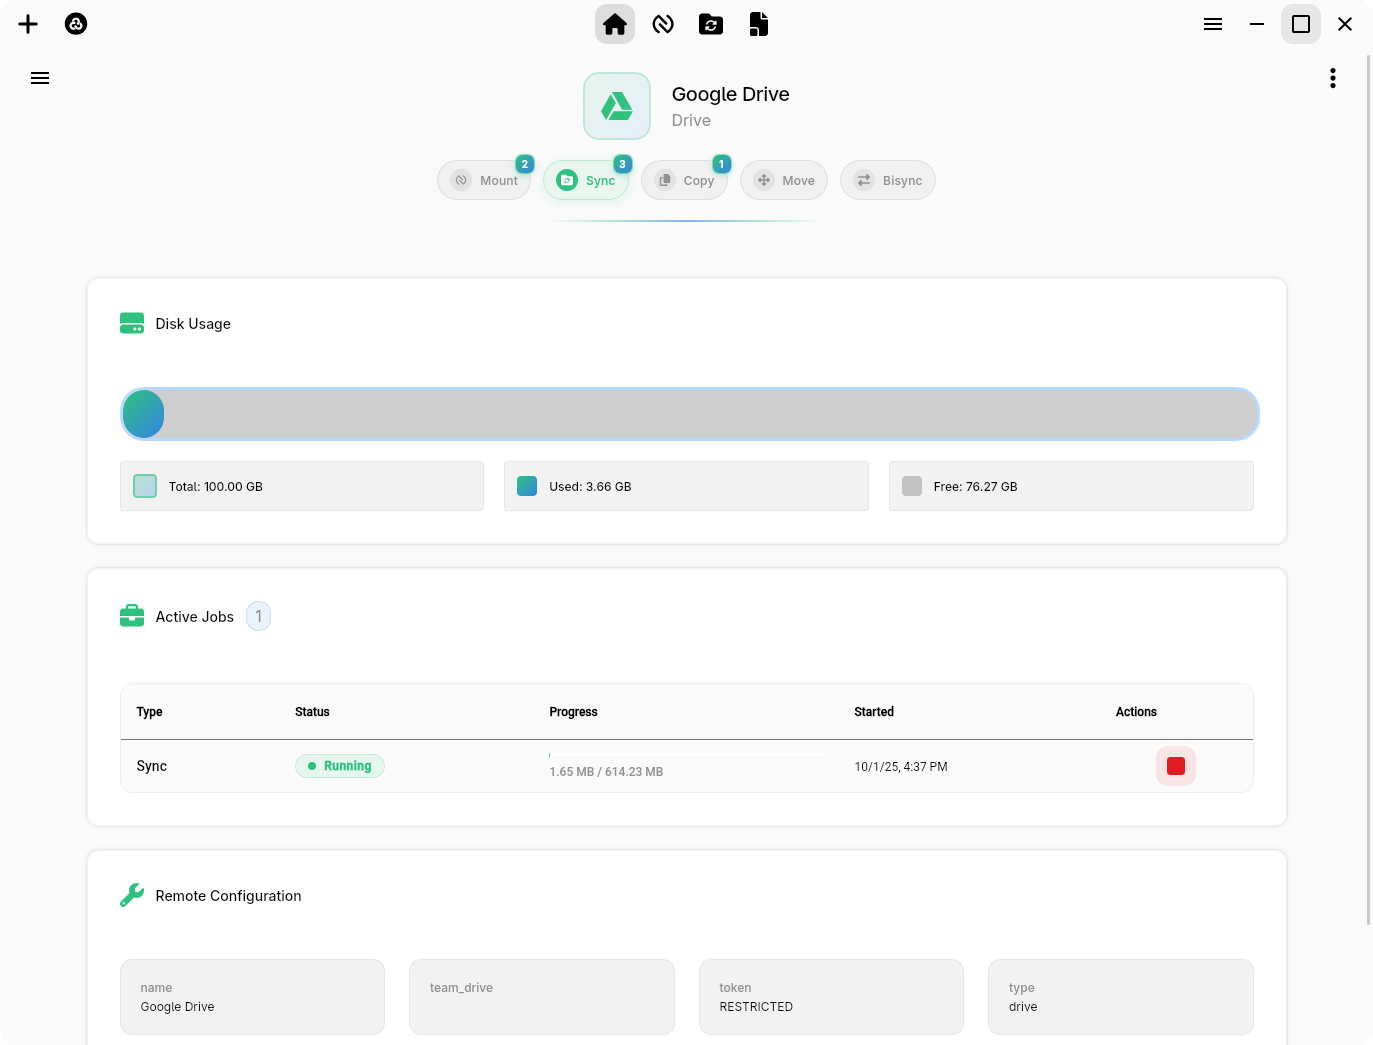 Google Drive
Drive
Mount 2
Sync 3
Copy 1
Move
Bisync
Disk Usage
Total: 100.00 GB
Used: 3.66 GB
Free: 76.27 GB
Active Jobs 1
Type Status Progress Started Actions
Sync Running 1.65 MB / 614.23 MB 10/1/25, 4:37 PM
Remote Configuration
name
Google Drive
team_drive
token
RESTRICTED
type
drive